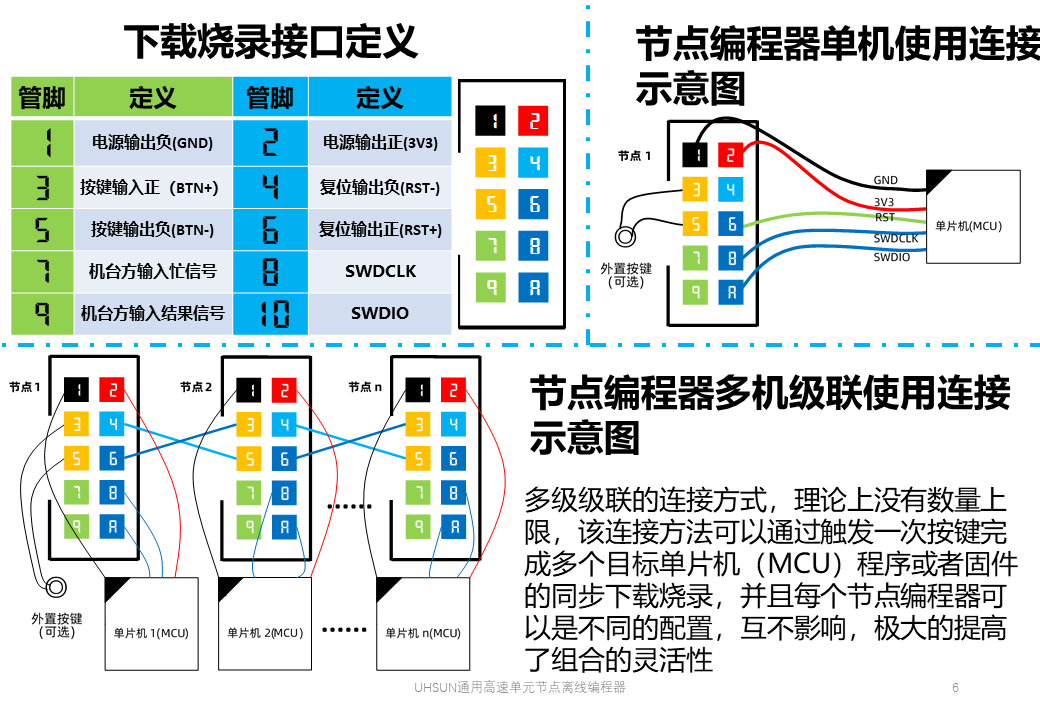 下载烧录接口定义
管脚 定义 管脚 定义
1 电源输出负(GND) 2 电源输出正(3V3)
3 按键输入正（BTN+) 4 复位输出负(RST-)
5 按键输出负(BTN-) 6 复位输出正(RST+)
7 机台方输入忙信号 8 SWDCLK
9 机台方输入结果信号 10 SWDIO
1 2
3 4
5 6
7 8
9 A
节点编程器单机使用连接
示意图
节点 1
1 2
3 4
5 6
7 8
9 A
GND
3V3
RST
SWDCLK
SWDIO
单片机(MCU)
外置按键
(可选)
节点 1
1 2
3 4
5 6
7 8
9 A
节点 2
1 2
3 4
5 6
7 8
9 A
节点 n
1 2
3 4
5 6
7 8
9 A
......
外置按键
(可选)
单片机 1(MCU)
单片机 2(MCU)
......
单片机 n(MCU)
节点编程器多机级联使用连接
示意图
多级级联的连接方式，理论上没有数量上
限，该连接方法可以通过触发一次按键完
成多个目标单片机（MCU）程序或者固件
的同步下载烧录，并且每个节点编程器可
以是不同的配置，互不影响，极大的提高
了组合的灵活性
UHSUN通用高速单元节点离线编程器
6